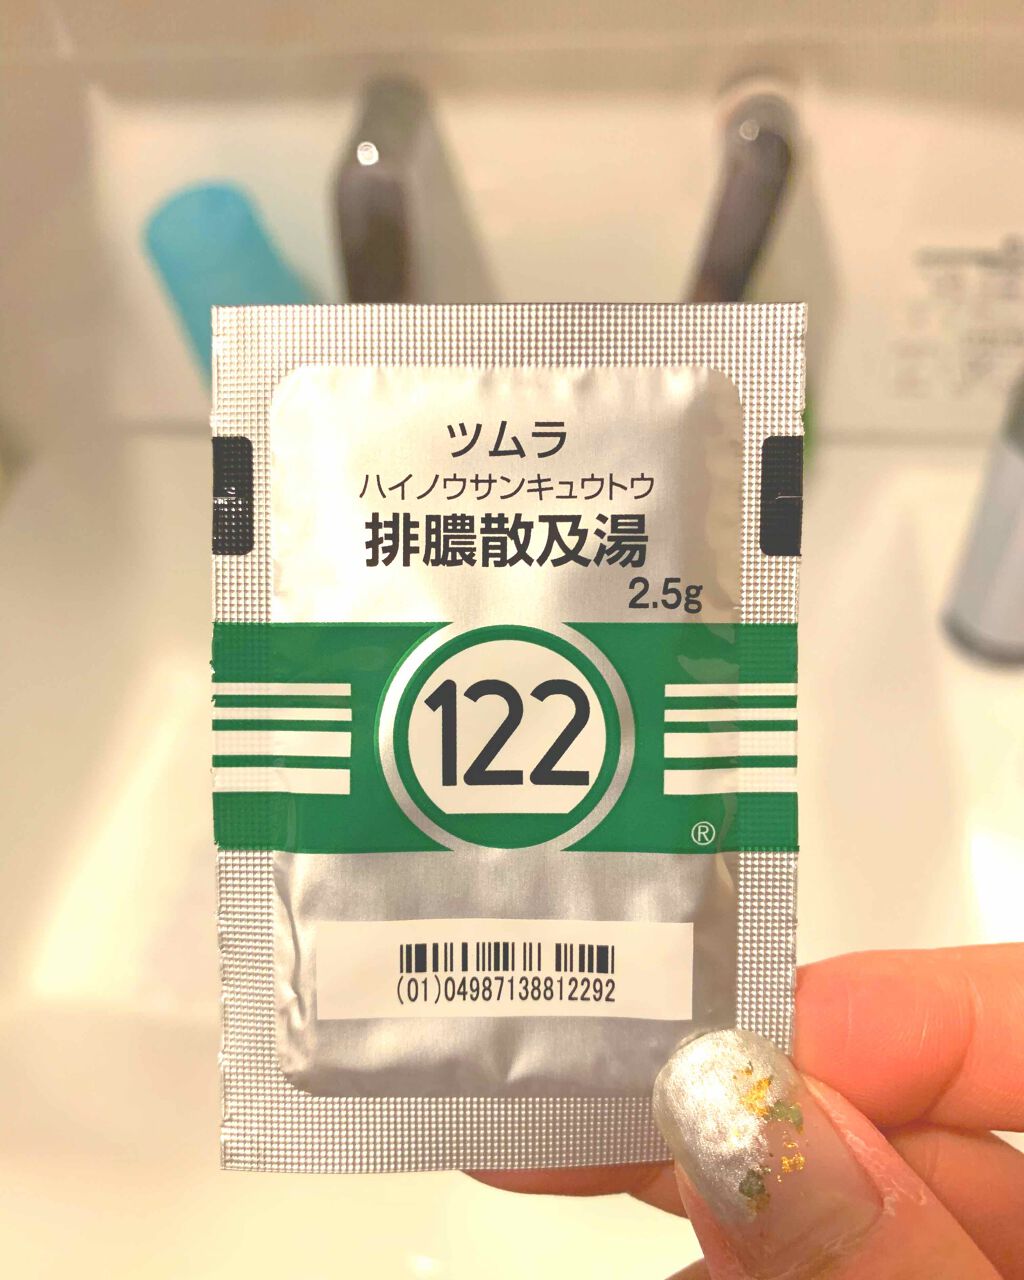 ツムラ
ハイノウサンキュウトウ
排膿散及湯
2.5g
122
®
(01)04987138812292